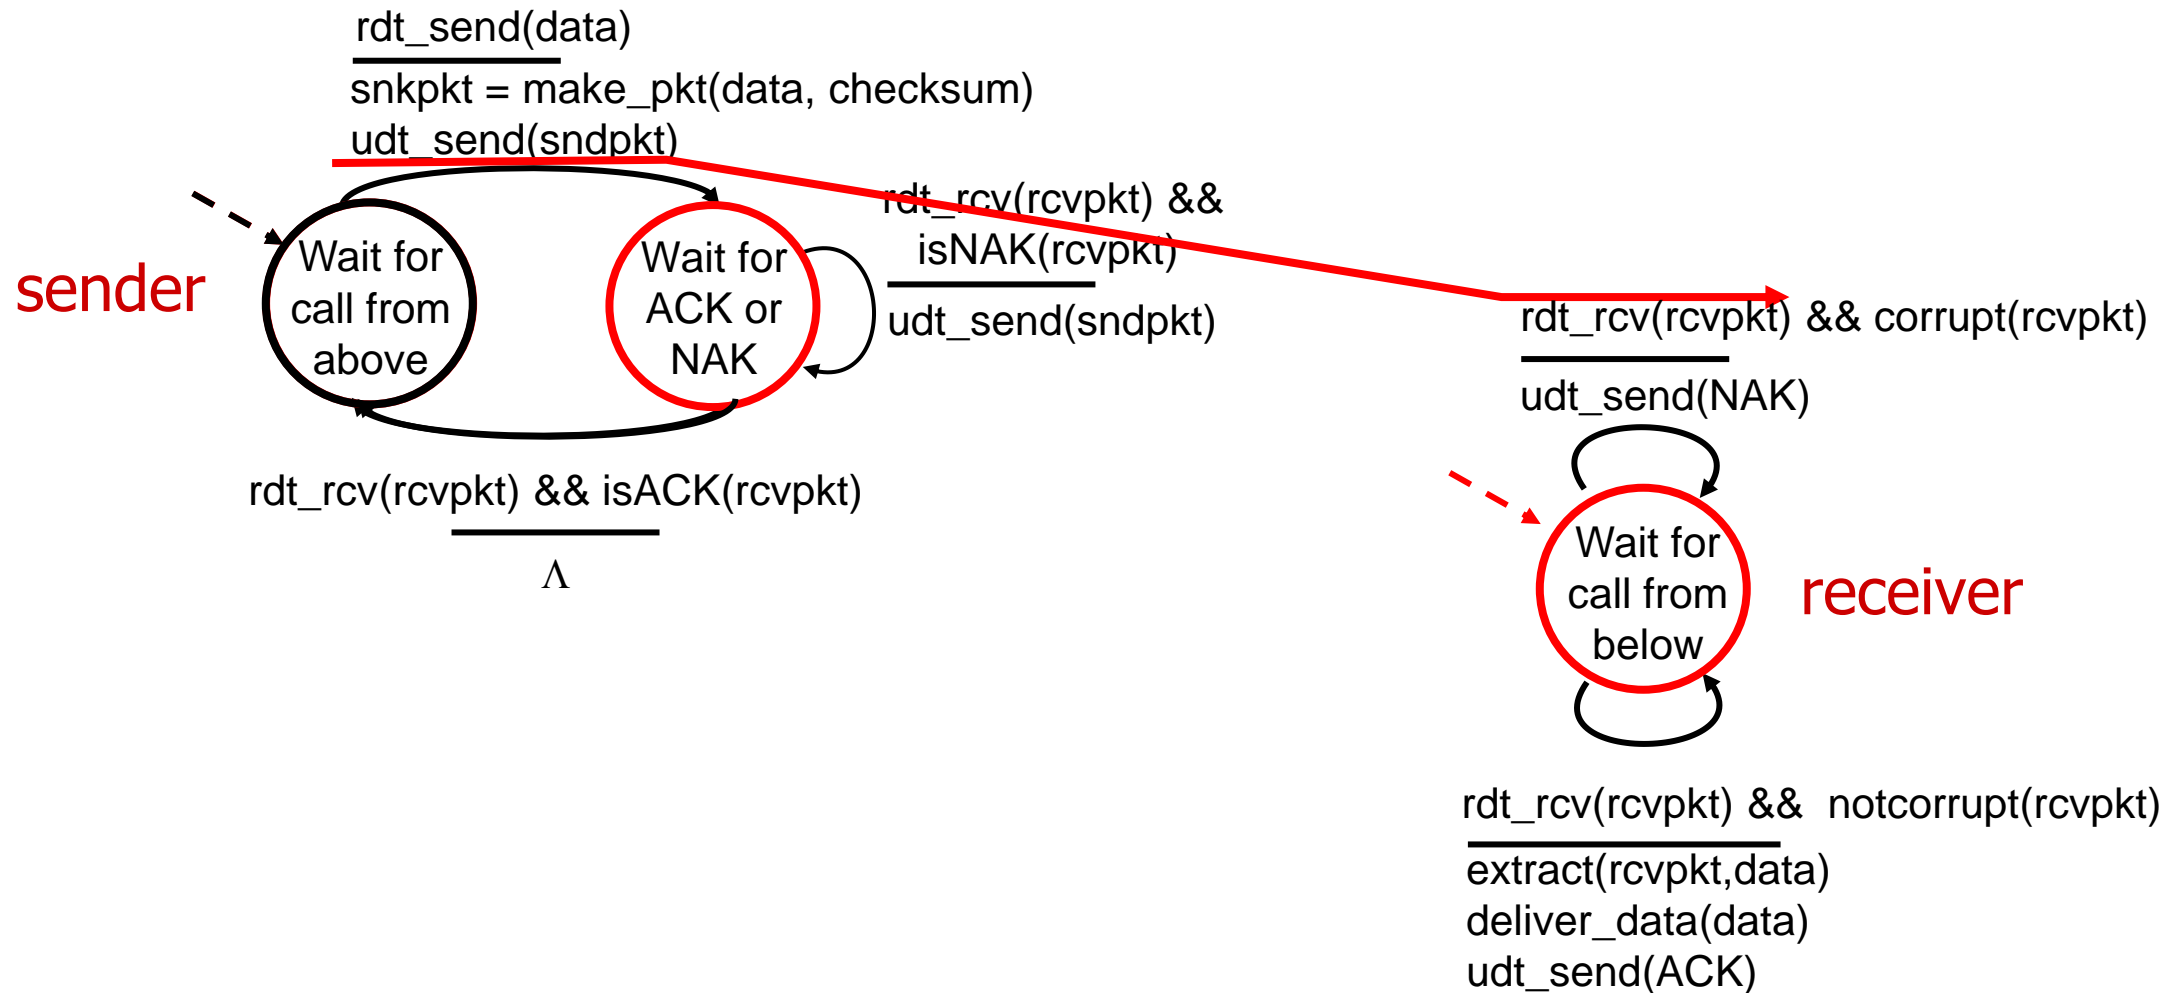 rdt_send(data)
snkpkt = make_pkt(data, checksum)
udt_send(sndpkt)
sender
Wait for
call from
above
Wait for
ACK or
NAK
rdt_rcv(rcvpkt) &&
isNAK(rcvpkt)
udt_send(sndpkt)
rdt_rcv(rcvpkt) && isACK(rcvpkt)
Λ
rdt_rcv(rcvpkt) && corrupt(rcvpkt)
udt_send(NAK)
Wait for
call from
below
receiver
rdt_rcv(rcvpkt) && notcorrupt(rcvpkt)
extract(rcvpkt,data)
deliver_data(data)
udt_send(ACK)